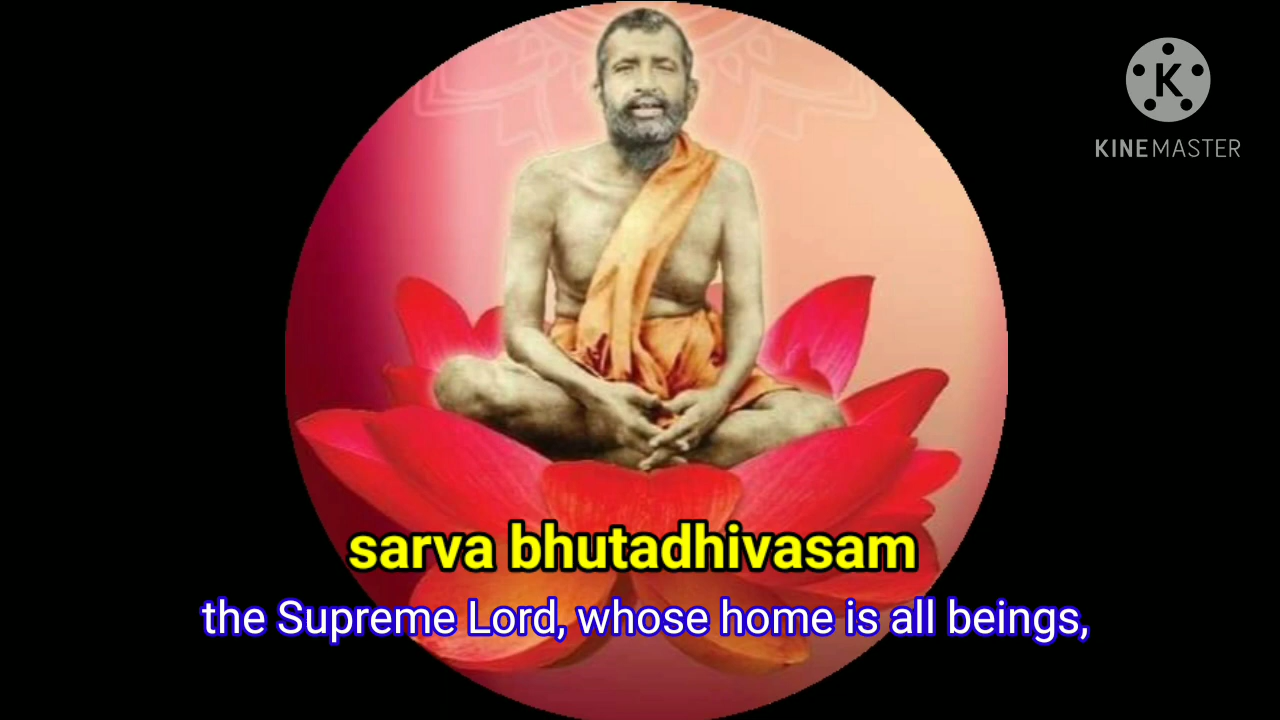 K
KINEMASTER
sarva bhutadhivasam
the Supreme Lord, whose home is all beings,